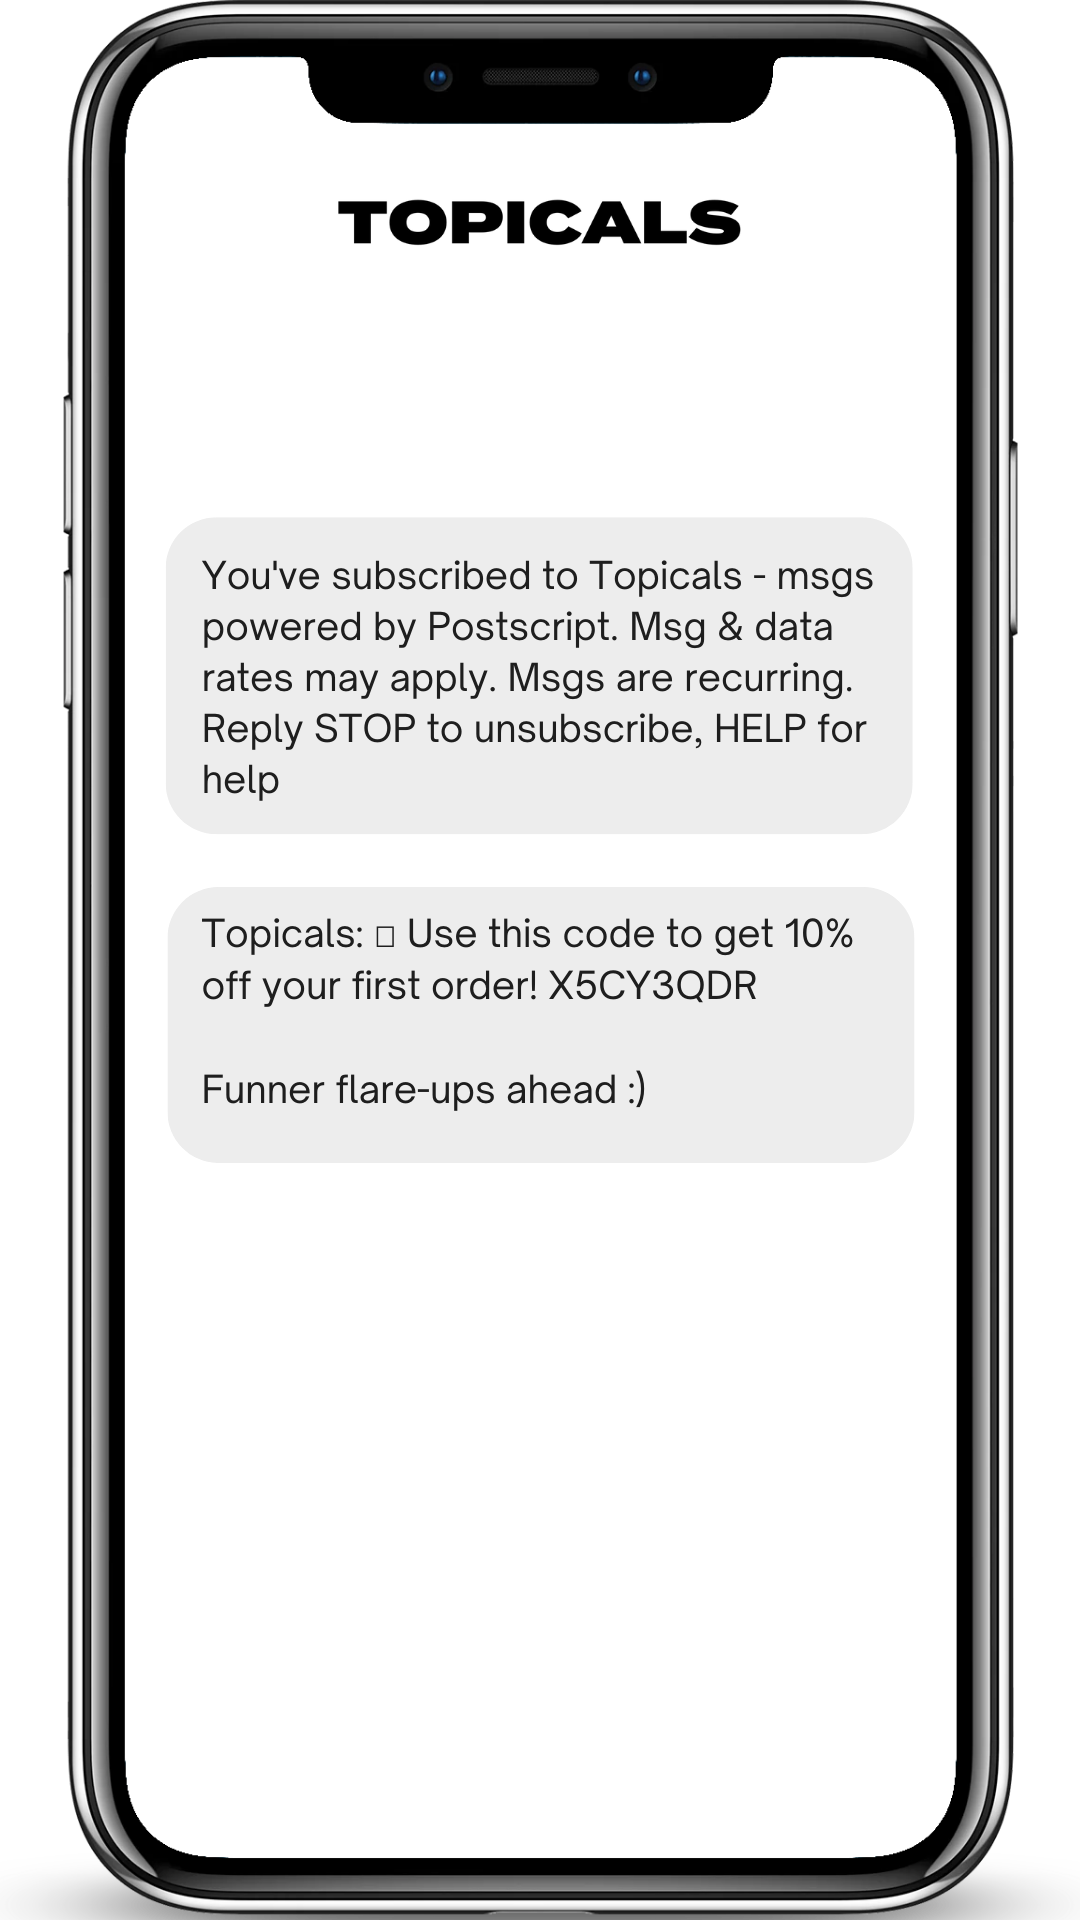 TOPICALS
You've subscribed to Topicals - msgs
powered by Postscript. Msg & data
rates may apply. Msgs are recurring.
Reply STOP to unsubscribe, HELP for
help
Topicals: □ Use this code to get 10%
off your first order! X5CY3QDR
Funner flare-ups ahead :)